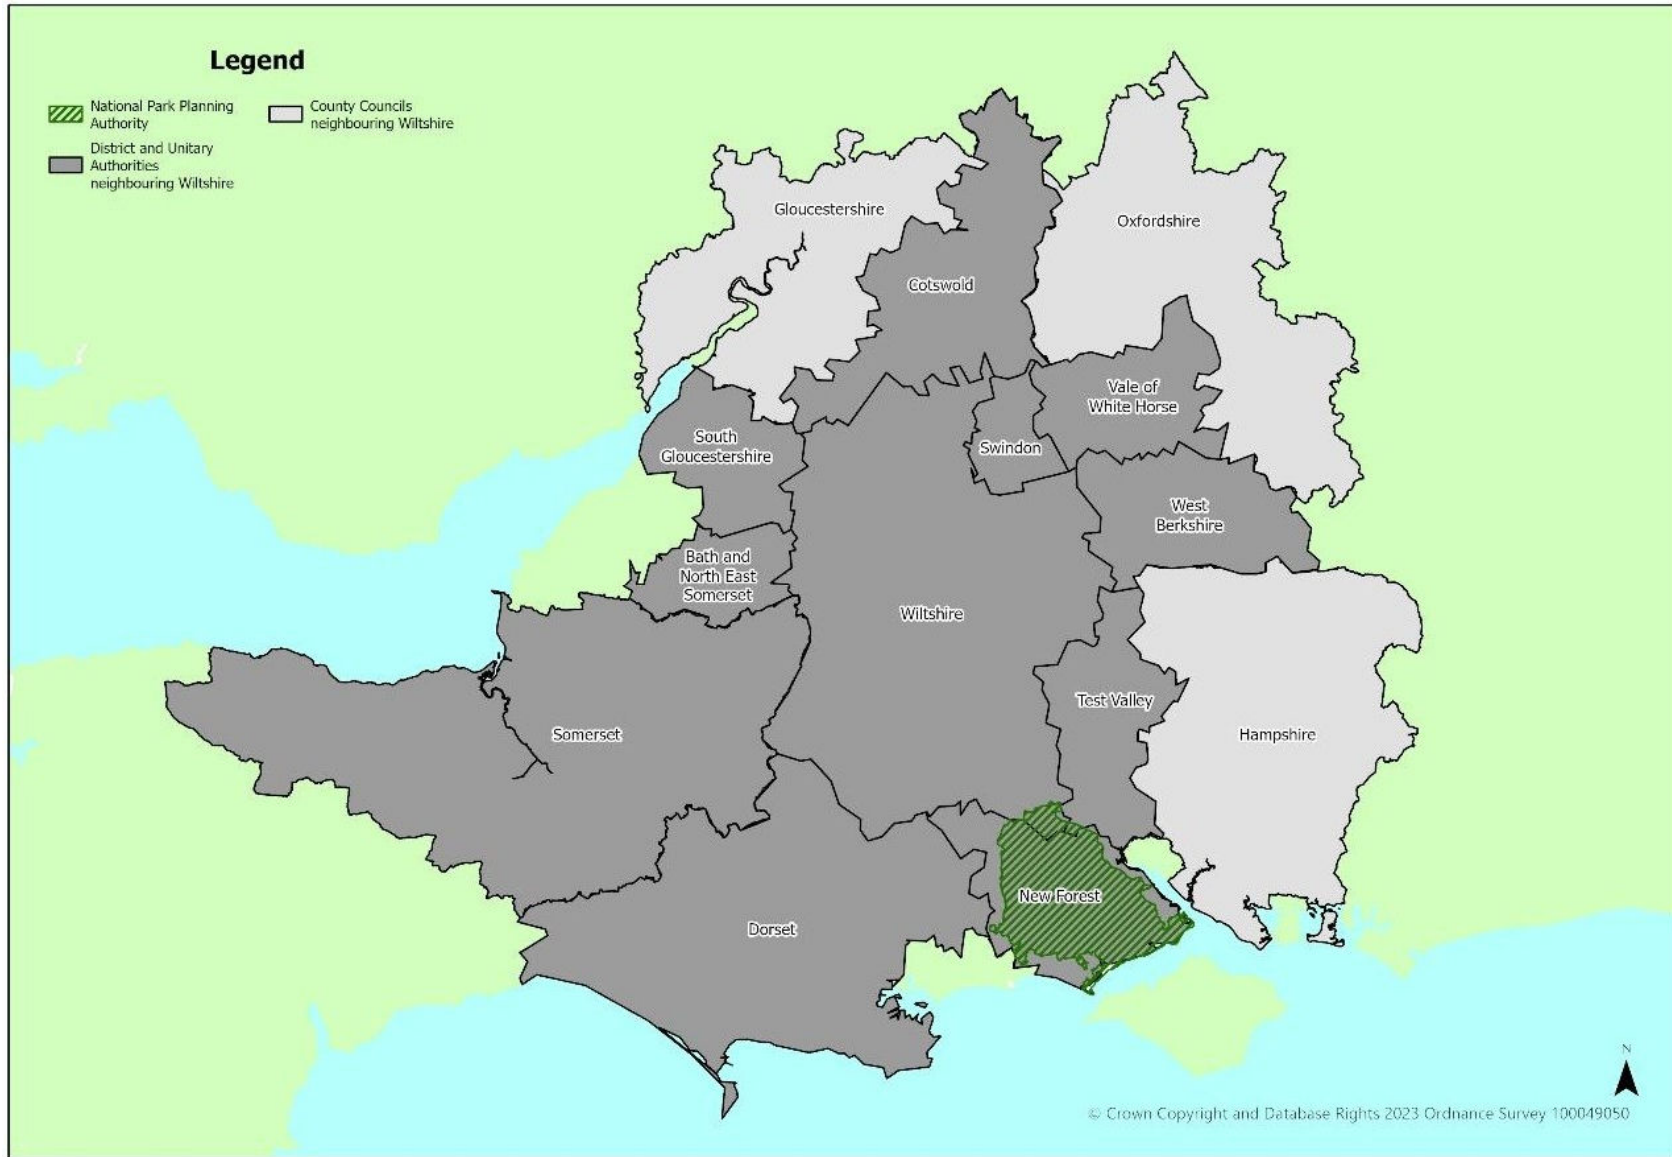 Legend
National Park Planning
Authority
County Councils
neighbouring Wiltshire
District and Unitary
Authorities
neighbouring Wiltshire
Gloucestershire
Oxfordshire
Cotswold
Vale of
White Horse
South
Gloucestershire
Swindon
West
Berkshire
Bath and
North East
Somerset
Wiltshire
Test Valley
Somerset
Hampshire
New Forest
Dorset
N
© Crown Copyright and Database Rights 2023 Ordnance Survey 100049050